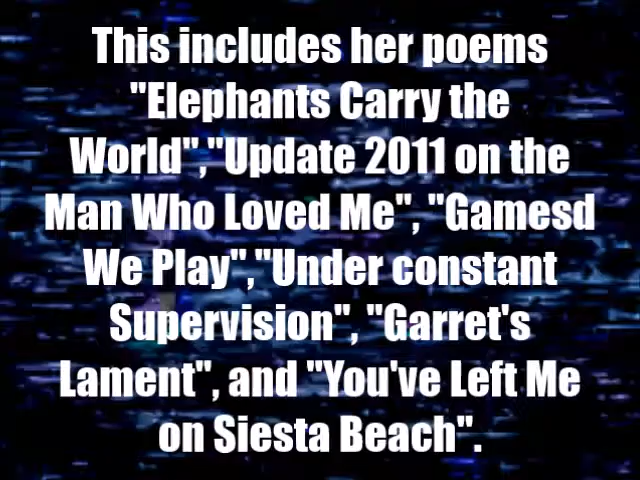 This includes her poems
"Elephants Carry the
World","Update 2011 on the
Man Who Loved Me", "Gamesd
We Play","Under constant
Supervision", "Garret's
Lament", and "You've Left Me
on Siesta Beach".